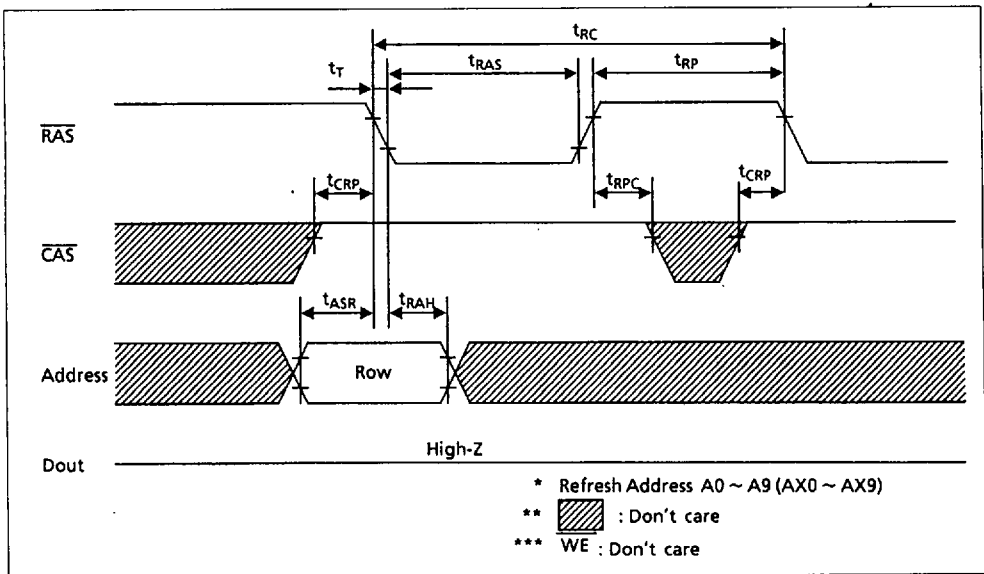 tRC
tRAS
tRP
tT
RAS
tCRP
tRPC
tCRP
CAS
tASR
tRAH
Address
Row
High-Z
Dout
* Refresh Address A0 ~ A9 (AX0 ~ AX9)
** : Don't care
*** WE : Don't care